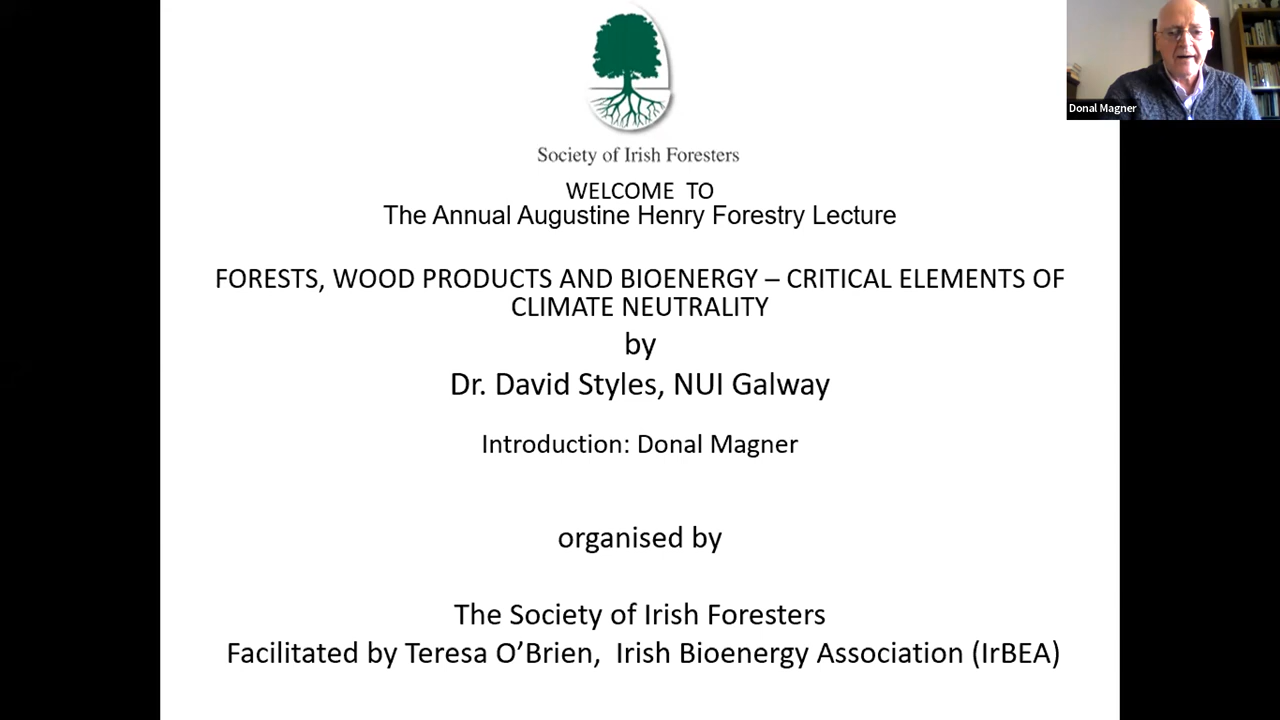 Donal Magner
Society of Irish Foresters
WELCOME TO
The Annual Augustine Henry Forestry Lecture
FORESTS, WOOD PRODUCTS AND BIOENERGY – CRITICAL ELEMENTS OF
CLIMATE NEUTRALITY
by
Dr. David Styles, NUI Galway
Introduction: Donal Magner
organised by
The Society of Irish Foresters
Facilitated by Teresa O’Brien, Irish Bioenergy Association (IrBEA)